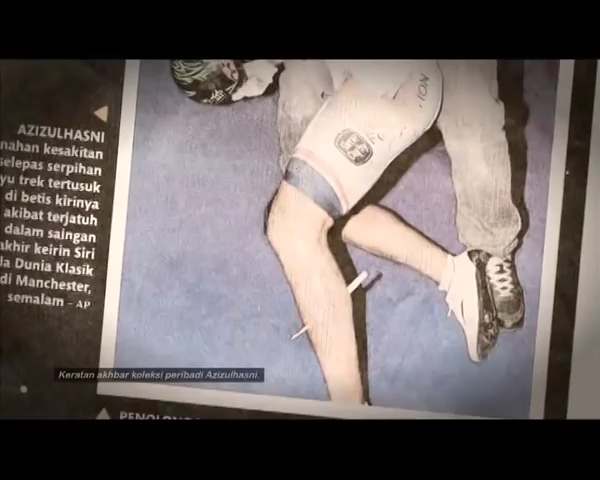 AZIZULHASNI
nahan kesakitan
selepas serpihan
yu trek tertusuk
di betis kirinya
akibat terjatuh
dalam saingan
akhir keirin Siri
la Dunia Klasik
di Manchester,
semalam - AP
Keratan akhbar koleksi peribadi Azizulhasni.